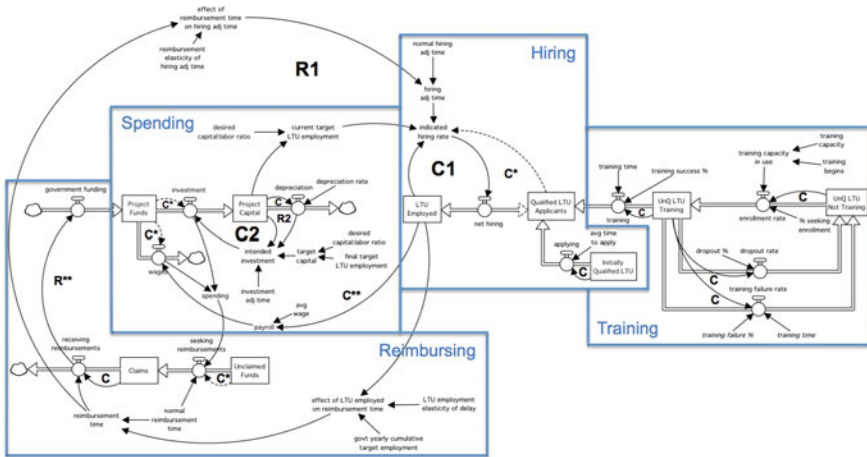 effect of
reimbursement time
on hiring adj time
reimbursement
elasticity of
hiring adj time
R1
normal hiring
adj time
hiring
adj time
indicated
hiring rate
Hiring
C1
C*
LTU
Employed
net hiring
Qualified LTU
Applicants
avg time
to apply
applying
C
Initially
Qualified LTU
Spending
desired
capital:labor ratio
current target
LTU employment
government funding
Project
Funds
C*
investment
Project
Capital
C
depreciation
depreciation rate
R2
C*
C2
wages
intended
investment
target
capital
desired
capital:labor ratio
final target
LTU employment
investment
adj time
spending
avg
wage
payroll
C**
R**
training time
training success %
training
C
UnQ LTU
Training
training capacity
in use
training
capacity
training
begins
enrollment rate
C
% seeking
enrollment
UnQ LTU
Not Training
dropout %
dropout rate
C
training failure rate
C
training failure %
training time
Training
Reimbursing
receiving
reimbursements
C
Claims
seeking
reimbursements
C*
Unclaimed
Funds
reimbursement
time
normal
reimbursement
time
effect of LTU employed
on reimbursement time
LTU employment
elasticity of delay
govt yearly cumulative
target employment